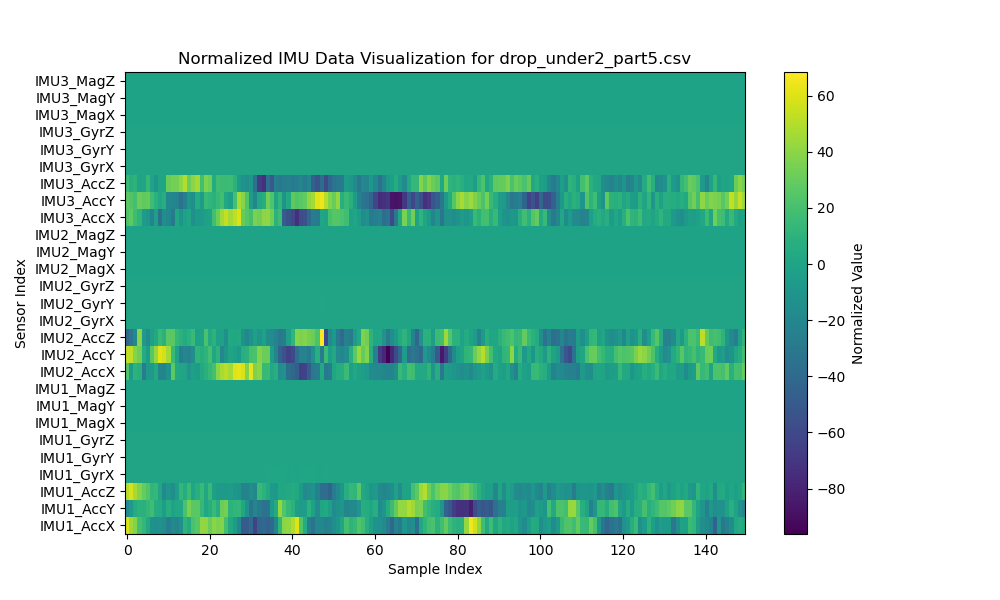 Normalized IMU Data Visualization for drop_under2_part5.csv
IMU3_MagZ
IMU3_MagY
IMU3_MagX
IMU3_GyrZ
IMU3_GyrY
IMU3_GyrX
IMU3_AccZ
IMU3_AccY
IMU3_AccX
IMU2_MagZ
IMU2_MagY
IMU2_MagX
IMU2_GyrZ
IMU2_GyrY
IMU2_GyrX
IMU2_AccZ
IMU2_AccY
IMU2_AccX
IMU1_MagZ
IMU1_MagY
IMU1_MagX
IMU1_GyrZ
IMU1_GyrY
IMU1_GyrX
IMU1_AccZ
IMU1_AccY
IMU1_AccX
Sensor Index
0 20 40 60 80 100 120 140
Sample Index
60
40
20
0
−20
−40
−60
−80
Normalized Value